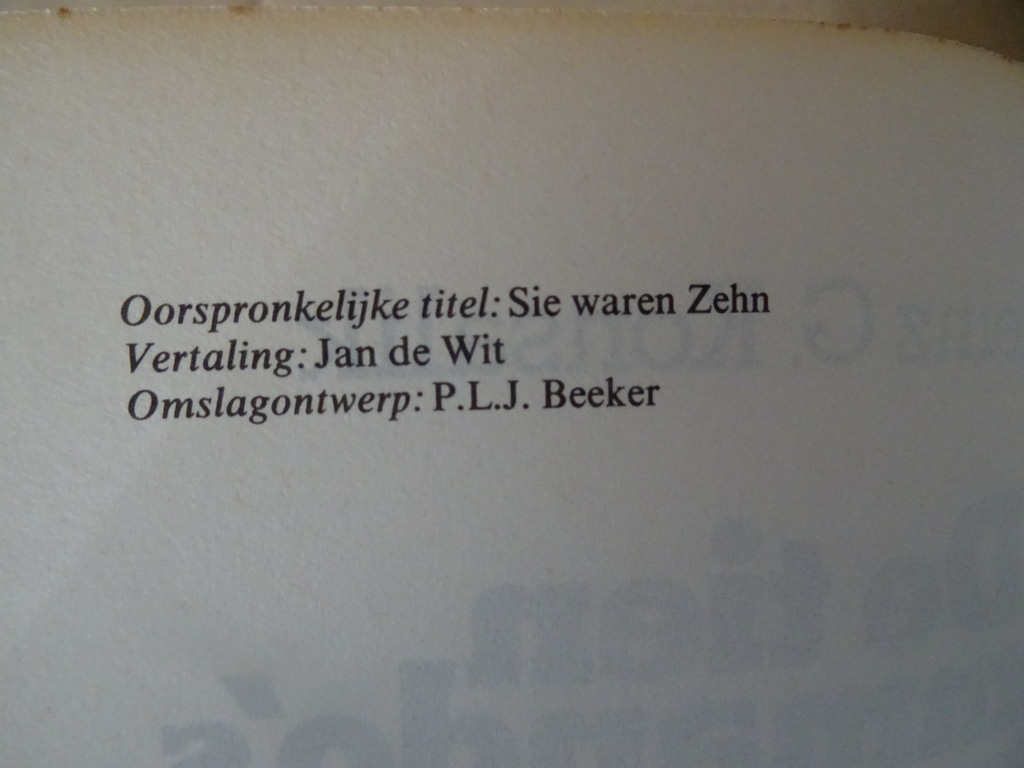 Oorspronkelijke titel: Sie waren Zehn
Vertaling: Jan de Wit
Omslagontwerp: P.L.J. Beeker